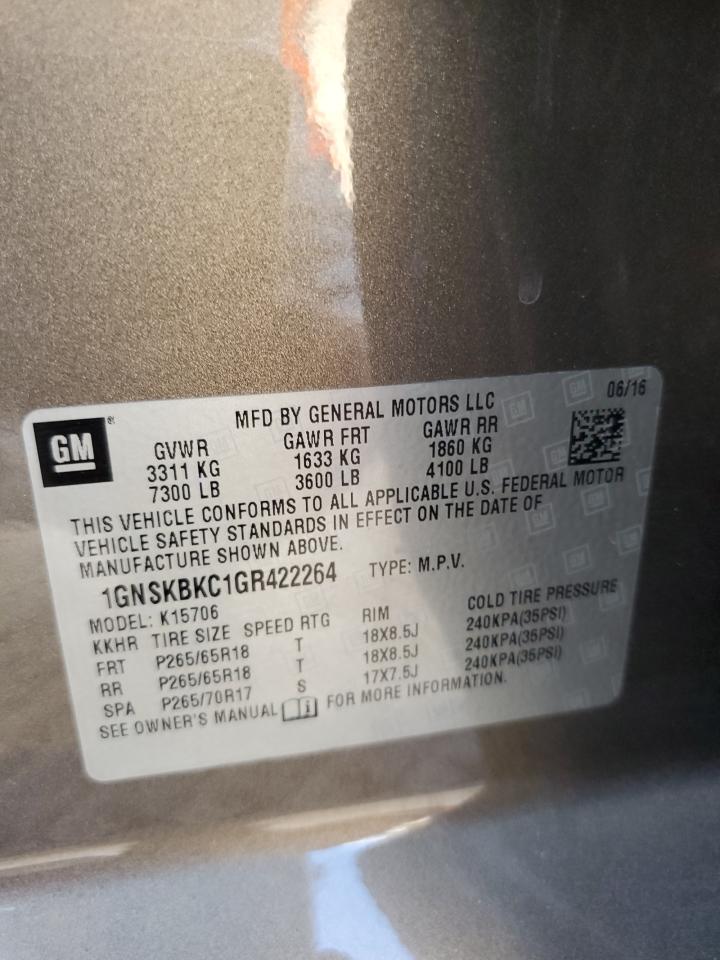 06/16
GM
MFD BY GENERAL MOTORS LLC
GVWR GAWR FRT GAWR RR
3311 KG 1633 KG 1860 KG
7300 LB 3600 LB 4100 LB
THIS VEHICLE CONFORMS TO ALL APPLICABLE U.S. FEDERAL MOTOR
VEHICLE SAFETY STANDARDS IN EFFECT ON THE DATE OF
MANUFACTURE SHOWN ABOVE.
1GNSKBKC1GR422264 TYPE: M.P.V.
MODEL: K15706
KKHR TIRE SIZE SPEED RTG RIM COLD TIRE PRESSURE
FRT P265/65R18 T 18X8.5J 240KPA(35PSI)
RR P265/65R18 T 18X8.5J 240KPA(35PSI)
SPA P265/70R17 S 17X7.5J 240KPA(35PSI)
SEE OWNER'S MANUAL FOR MORE INFORMATION.